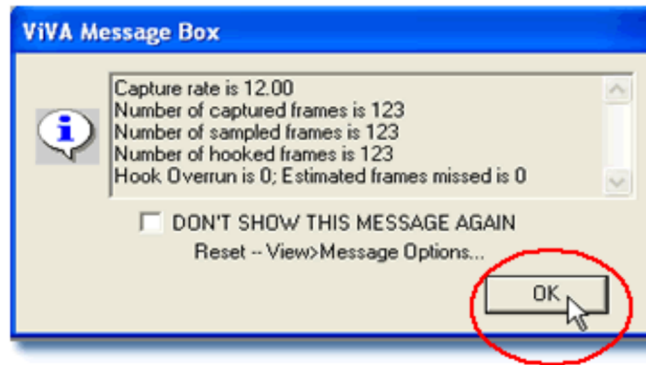 ViVA Message Box
Capture rate is 12.00
Number of captured frames is 123
Number of sampled frames is 123
Number of hooked frames is 123
Hook Overrun is 0; Estimated frames missed is 0
DON'T SHOW THIS MESSAGE AGAIN
Reset -- View>Message Options...
OK